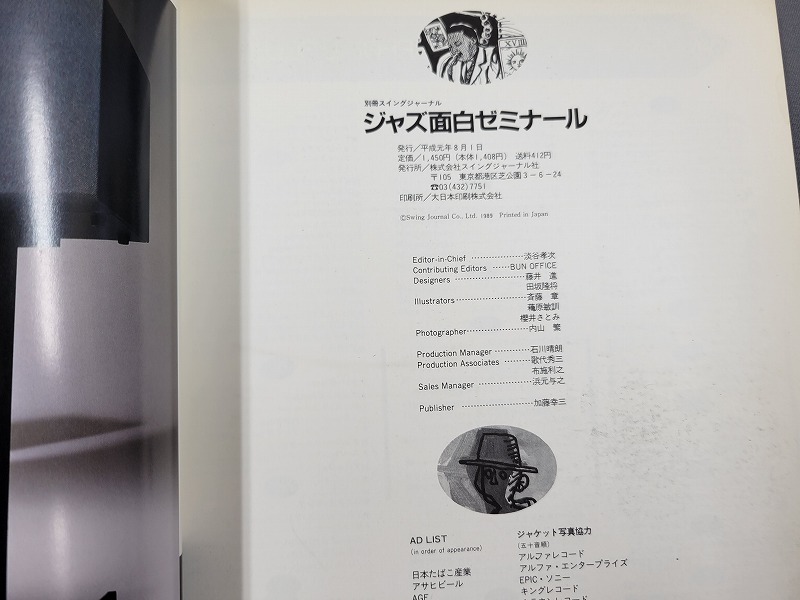 XVIII
別冊スイングジャーナル
ジャズ面白ゼミナール
発行／平成元年8月1日
定価／1,450円（本体1,408円） 送料412円
発行所／株式会社スイングジャーナル社
〒105 東京都港区芝公園3－6－24
☎03(432)7751
印刷所／大日本印刷株式会社
©Swing Journal Co., Ltd. 1989 Printed in Japan
Editor-in-Chief ………………淡谷孝次
Contributing Editors ……BUN OFFICE
Designers ……………………藤井 進
田坂隆将
Illustrators……………………斉藤 章
龝原敏訓
櫻井さとみ
Photographer…………………内山 繁
Production Manager …………石川晴朗
Production Associates ………歌代秀三
布施利之
Sales Manager ………………浜元与之
Publisher ……………………加藤幸三
AD LIST
(in order of appearance)
日本たばこ産業
アサヒビール
AGF
ジャケット写真協力
(五十音順)
アルファレコード
アルファ・エンタープライズ
EPIC・ソニー
キングレコード